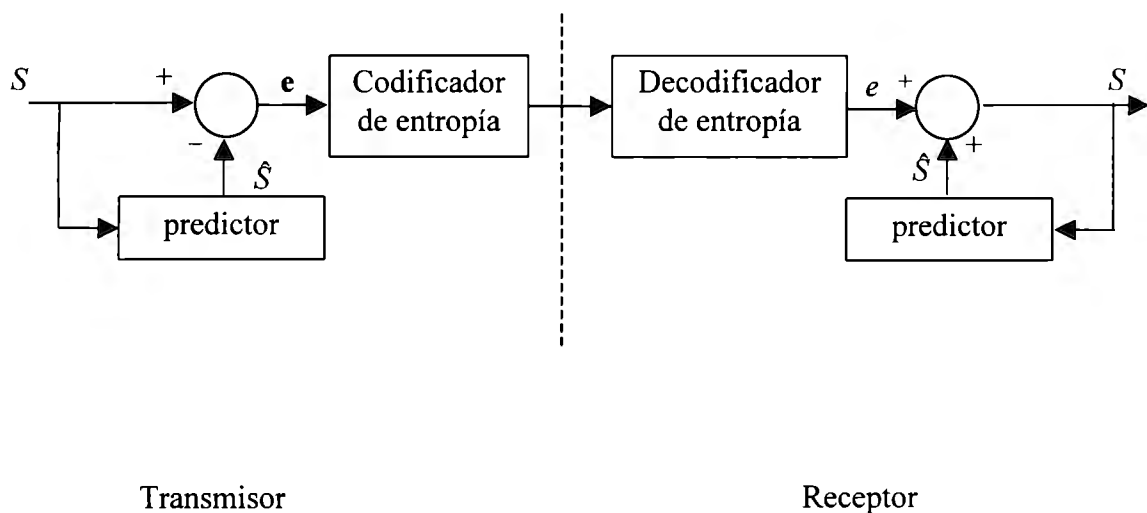 S
+
e
Codificador
de entropía
Decodificador
de entropía
e
+
S
−
Ŝ
Ŝ
+
predictor
predictor
Transmisor
Receptor